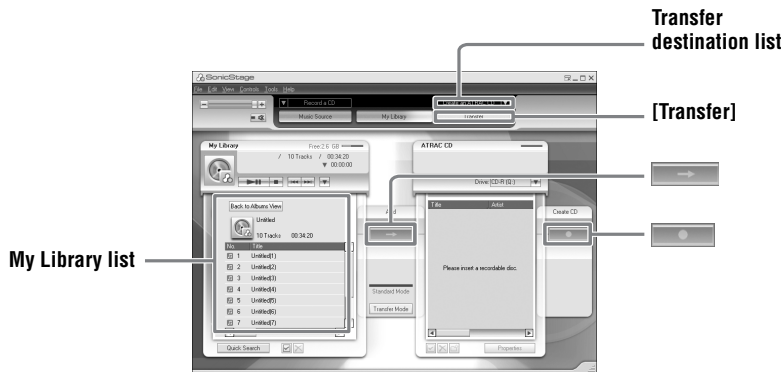 Transfer
destination list
SonicStage
File Edit View Controls Tools Help
Record a CD
Create an ATRAC CD
Music Source
My Library
Transfer
[Transfer]
My Library
Free:2.6 GB
/ 10 Tracks / 00:34:20
00:00:00
ATRAC CD
Drive: CD-R (G:)
Back to Albums View
Untitled
10 Tracks 00:34:20
No. Title
1 Untitled(1)
2 Untitled(2)
3 Untitled(3)
4 Untitled(4)
5 Untitled(5)
6 Untitled(6)
7 Untitled(7)
Quick Search
Add
Standard Mode
Transfer Mode
Title Artist
Please insert a recordable disc.
Properties
Create CD
My Library list